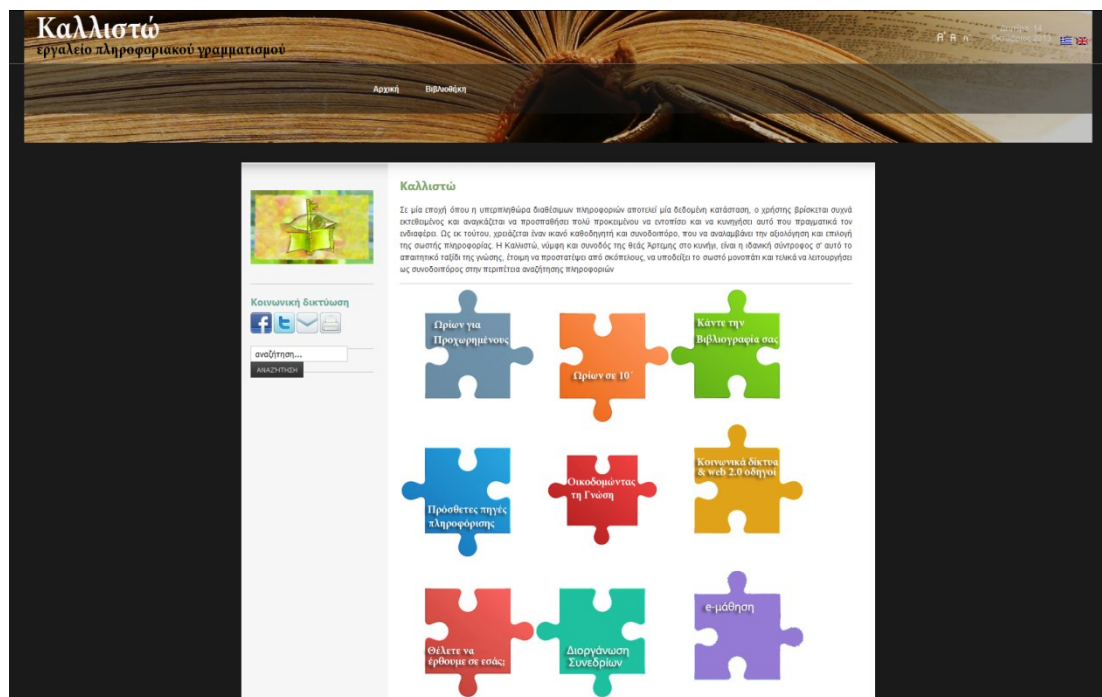 Καλλιστώ
εργαλείο πληροφοριακού γραμματισμού
Αρχική Βιβλιοθήκη
Καλλιστώ
Σε μία εποχή όπου η υπερπληθώρα διαθέσιμων πληροφοριών αποτελεί μία δεδομένη κατάσταση, ο χρήστης βρίσκεται συχνά
εκτεθειμένος και αναγκάζεται να προσπαθήσει πολύ προκειμένου να εντοπίσει και να κυνηγήσει αυτό που πραγματικά τον
ενδιαφέρει. Ως εκ τούτου, χρειάζεται έναν ικανό καθοδηγητή και συνοδοιπόρο, που να αναλαμβάνει την αξιολόγηση και επιλογή
της σωστής πληροφορίας. Η Καλλιστώ, νύμφη και συνοδός της θεάς Άρτεμης στο κυνήγι, είναι η ιδανική σύντροφος σ' αυτό το
απαιτητικό ταξίδι της γνώσης, έτοιμη να προστατέψει από σκόπελους, να υποδείξει το σωστό μονοπάτι και τελικά να λειτουργήσει
ως συνοδοιπόρος στην περιπέτεια αναζήτησης πληροφοριών
Κοινωνική δικτύωση
αναζήτηση...
ΑΝΑΖΗΤΗΣΗ
Ωρίων για
Προχωρημένους
Ωρίων σε 10΄
Κάντε την
Βιβλιογραφία σας
Πρόσθετες πηγές
πληροφόρισης
Οικοδομώντας
τη Γνώση
Κοινωνικά δίκτυα
& web 2.0 οδηγοί
Θέλετε να
έρθουμε σε εσάς;
Διοργάνωση
Συνεδρίων
e-μάθηση